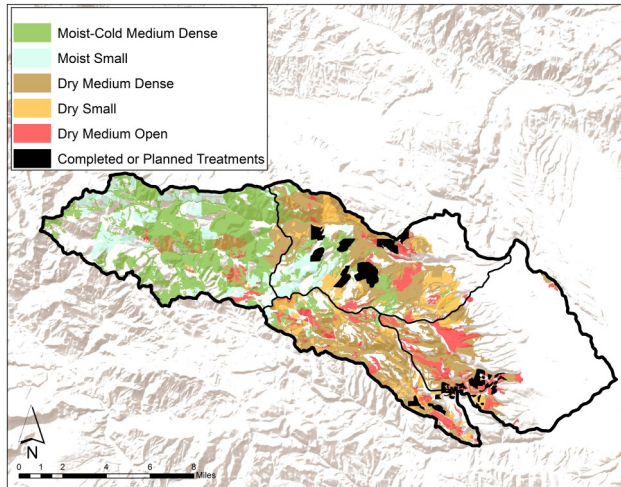 Moist-Cold Medium Dense
Moist Small
Dry Medium Dense
Dry Small
Dry Medium Open
Completed or Planned Treatments
N
0 1 2 4 6 8
Miles